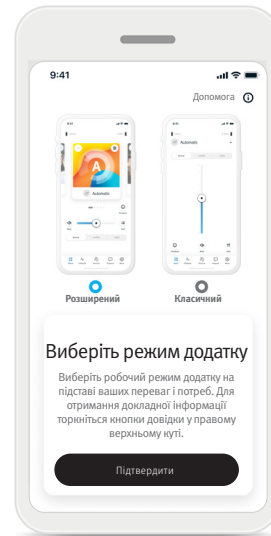 9:41
Допомога
Automatic
Automatic
Розширений
Класичний
Виберіть режим додатку
Виберіть робочий режим додатку на
підставі ваших переваг і потреб. Для
отримання докладної інформації
торкніться кнопки довідки у правому
верхньому куті.
Підтвердити